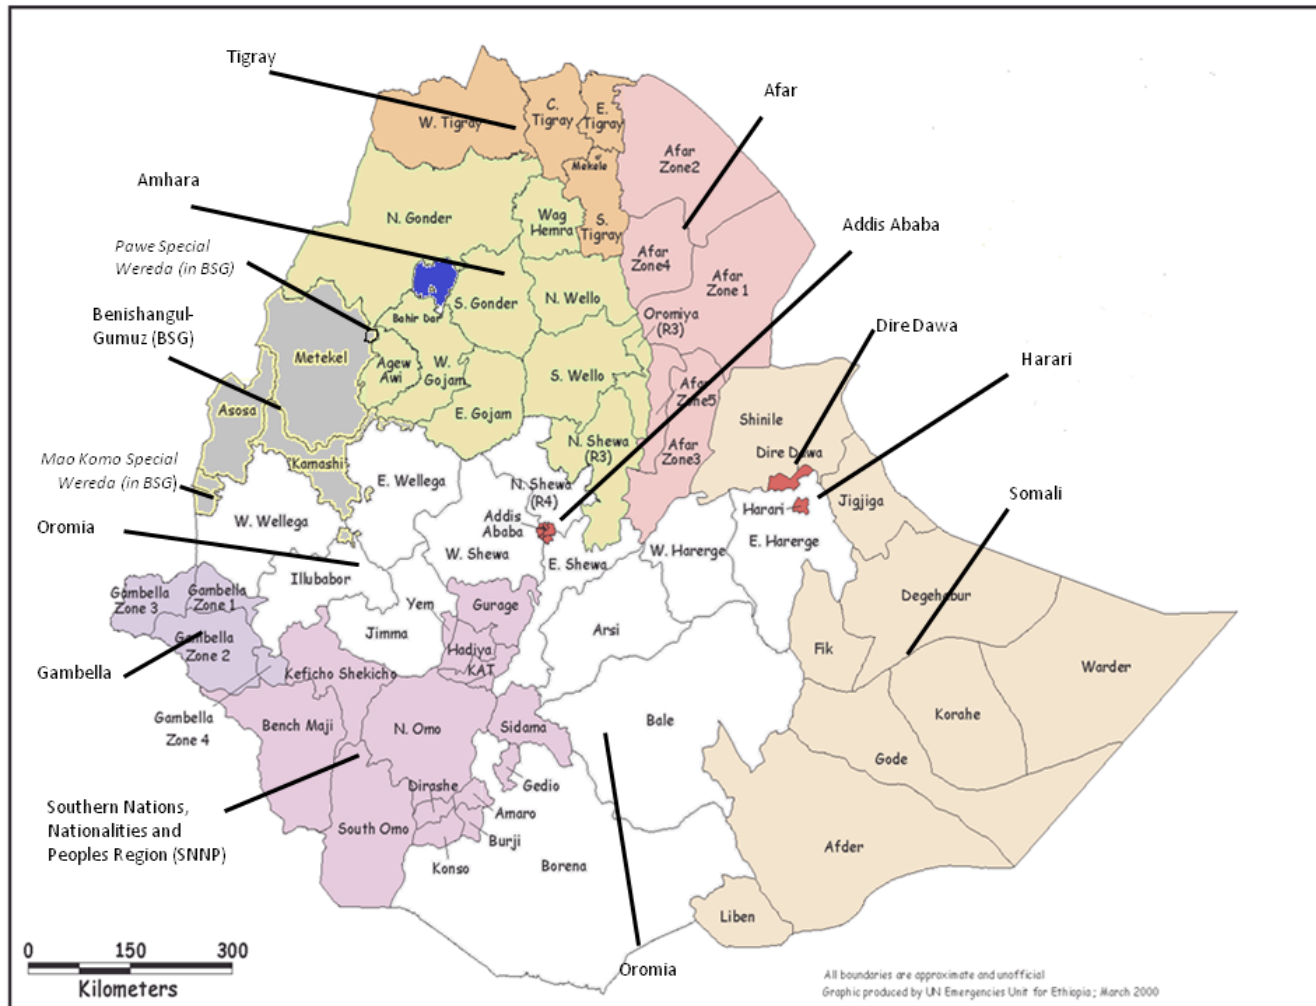 Tigray
Afar
Amhara
Addis Ababa
Pawe Special
Wereda (in BSG)
Benishangul-
Gumuz (BSG)
Dire Dawa
Harari
Mao Komo Special
Wereda (in BSG)
Oromia
Somali
Gambella
Southern Nations,
Nationalities and
Peoples Region (SNNP)
Oromia
W. Tigray
C.
Tigray
E.
Tigray
Mekele
S.
Tigray
Afar
Zone2
N. Gonder
Wag
Hemra
Afar
Zone4
Afar
Zone 1
S. Gonder
N. Wello
Oromiya
(R3)
Bahir Dar
Metekel
Agew
Awi
W.
Gojam
S. Wello
Afar
Zone5
Asosa
E. Gojam
Shinile
N. Shewa
(R3)
Afar
Zone3
Dire Dawa
Kamashi
E. Wellega
N. Shewa
(R4)
Jigjiga
Harari
W. Wellega
Addis
Ababa
W. Shewa
E. Shewa
W. Harerge
E. Harerge
Illubabor
Gambella
Zone 3
Gambella
Zone 1
Yem
Gurage
Degehabur
Jimma
Arsi
Gambella
Zone 2
Hadiya
KAT
Fik
Warder
Keficho Shekicho
Gambella
Zone 4
Bench Maji
N. Omo
Sidama
Bale
Korahe
Gode
Dirashe
Gedio
Amaro
South Omo
Burji
Konso
Borena
Afder
Liben
0 150 300
Kilometers
All boundaries are approximate and unofficial
Graphic produced by UN Emergencies Unit for Ethiopia; March 2000